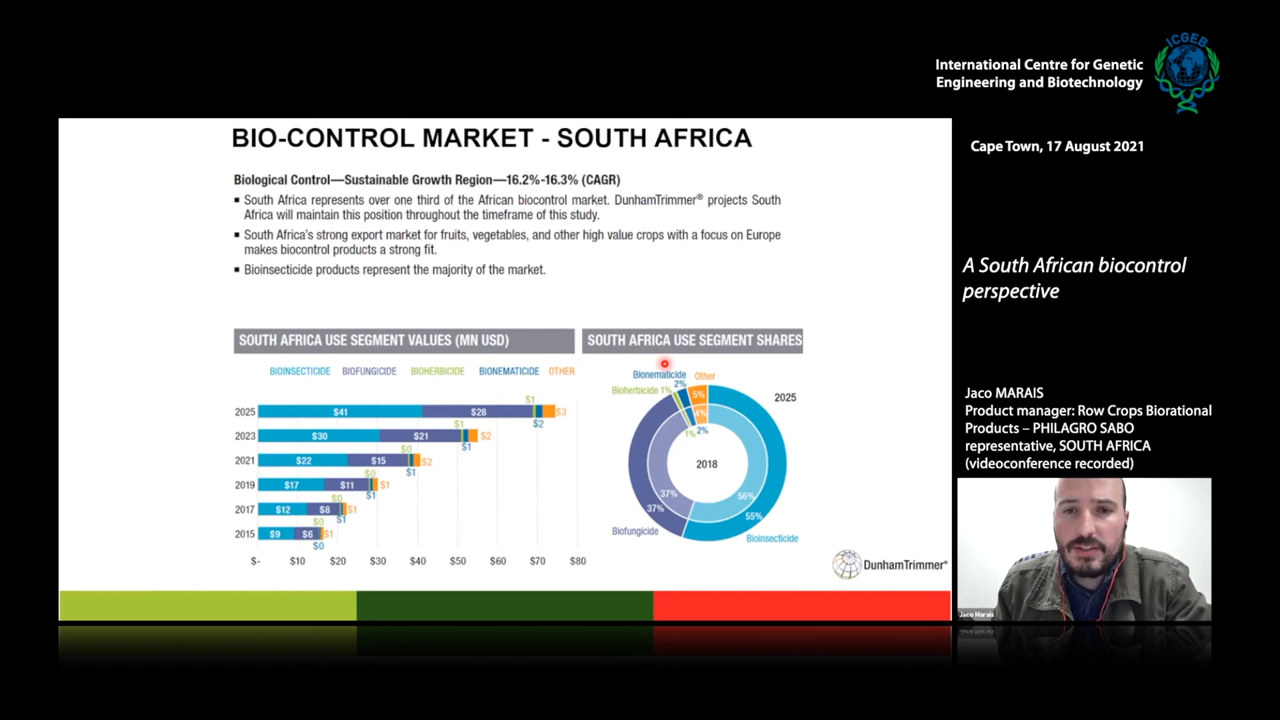 ICGEB
International Centre for Genetic
Engineering and Biotechnology
Cape Town, 17 August 2021
BIO-CONTROL MARKET - SOUTH AFRICA
Biological Control—Sustainable Growth Region—16.2%-16.3% (CAGR)
▪ South Africa represents over one third of the African biocontrol market. DunhamTrimmer® projects South
Africa will maintain this position throughout the timeframe of this study.
▪ South Africa's strong export market for fruits, vegetables, and other high value crops with a focus on Europe
makes biocontrol products a strong fit.
▪ Bioinsecticide products represent the majority of the market.
SOUTH AFRICA USE SEGMENT VALUES (MN USD)
BIOINSECTICIDE BIOFUNGICIDE BIOHERBICIDE BIONEMATICIDE OTHER
2025 $41 $28 $1 $2 $3
2023 $30 $21 $1 $1 $2
2021 $22 $15 $0 $1 $2
2019 $17 $11 $0 $1 $1
2017 $12 $8 $0 $1 $1
2015 $9 $6 $0 $0 $1
$- $10 $20 $30 $40 $50 $60 $70 $80
SOUTH AFRICA USE SEGMENT SHARES
Bionematicide Other
2%
Bioherbicide 1% 5%
2025
4%
1% 2%
2018
37% 56%
37% 55%
Biofungicide
Bioinsecticide
DunhamTrimmer®
A South African biocontrol
perspective
Jaco MARAIS
Product manager: Row Crops Biorational
Products – PHILAGRO SABO
representative, SOUTH AFRICA
(videoconference recorded)
Jaco Marais